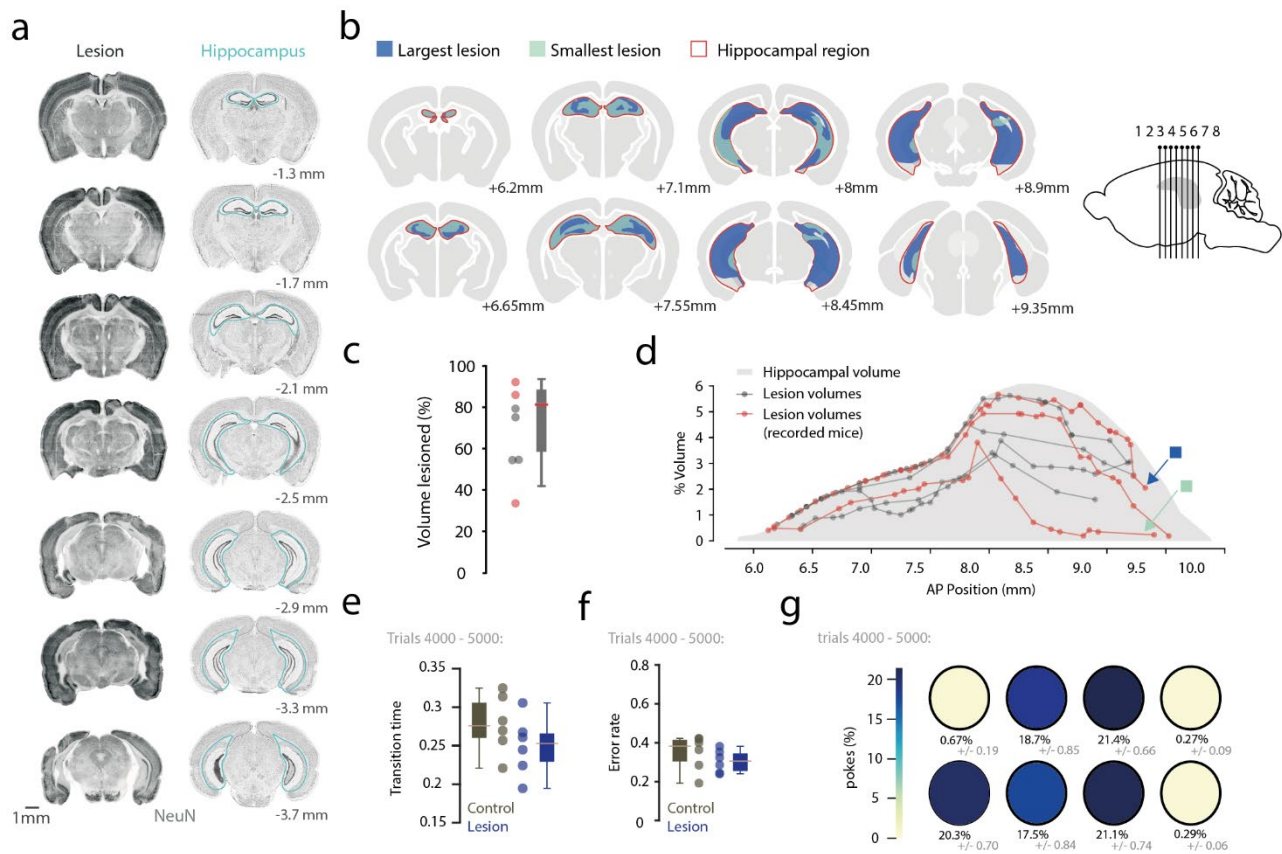 a
Lesion
Hippocampus
-1.3 mm
-1.7 mm
-2.1 mm
-2.5 mm
-2.9 mm
-3.3 mm
-3.7 mm
1mm
NeuN
b
Largest lesion
Smallest lesion
Hippocampal region
+6.2mm
+7.1mm
+8mm
+8.9mm
+6.65mm
+7.55mm
+8.45mm
+9.35mm
1 2 3 4 5 6 7 8
c
Volume lesioned (%)
100
80
60
40
20
0
d
Hippocampal volume
Lesion volumes
Lesion volumes
(recorded mice)
% Volume
6
5
4
3
2
1
0
6.0 6.5 7.0 7.5 8.0 8.5 9.0 9.5 10.0
AP Position (mm)
e
Trials 4000 - 5000:
Transition time
0.35
0.3
0.25
0.2
0.15
Control
Lesion
f
Trials 4000 - 5000:
Error rate
0.8
0.6
0.4
0.2
0
Control
Lesion
g
trials 4000 - 5000:
pokes (%)
20
15
10
5
0
0.67%
+/- 0.19
18.7%
+/- 0.85
21.4%
+/- 0.66
0.27%
+/- 0.09
20.3%
+/- 0.70
17.5%
+/- 0.84
21.1%
+/- 0.74
0.29%
+/- 0.06